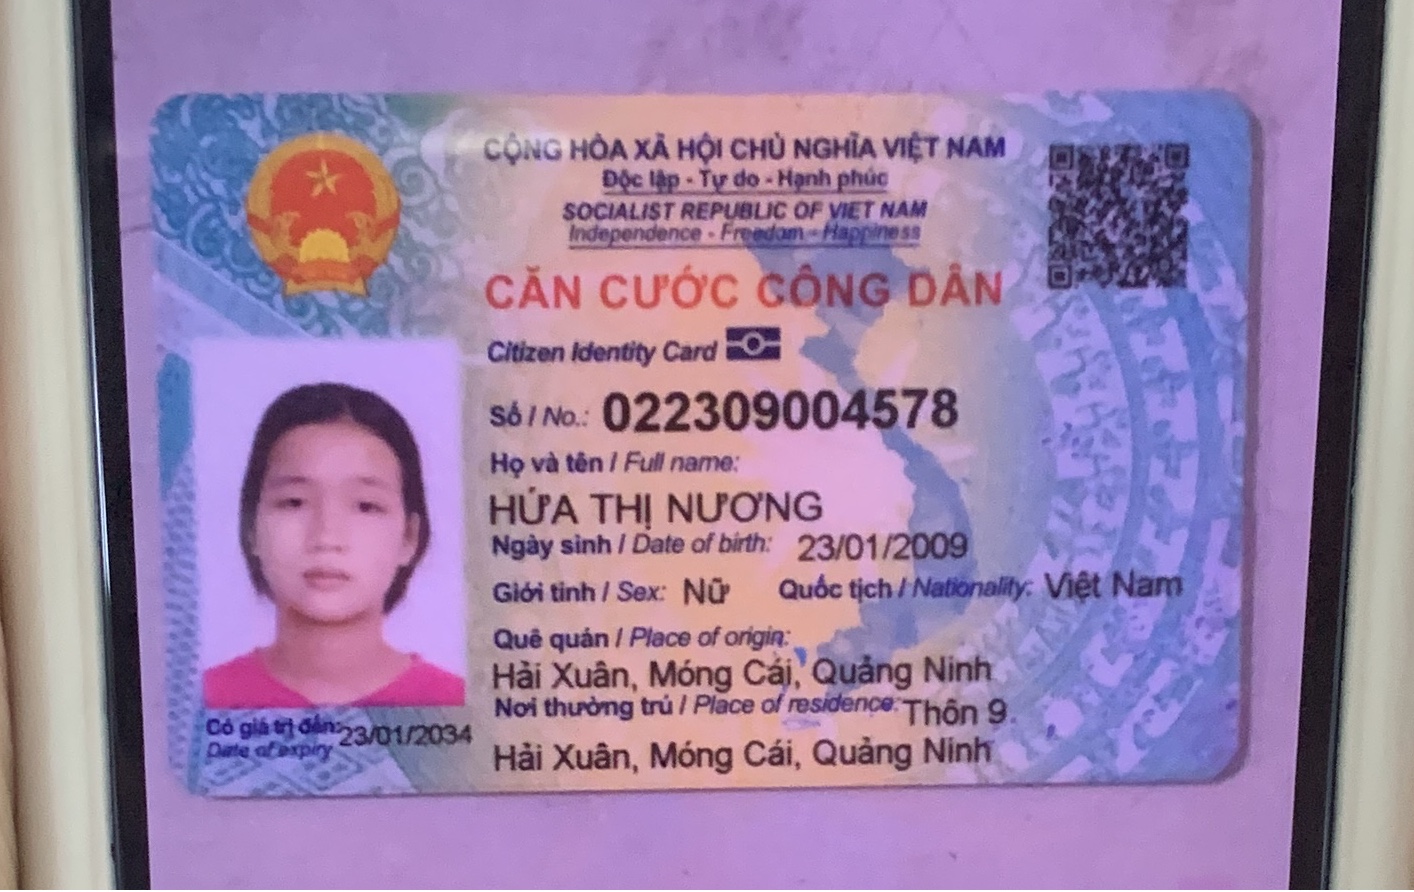 CỘNG HÒA XÃ HỘI CHỦ NGHĨA VIỆT NAM
Độc lập - Tự do - Hạnh phúc
SOCIALIST REPUBLIC OF VIET NAM
Independence - Freedom - Happiness
CĂN CƯỚC CÔNG DÂN
Citizen Identity Card
Số / No.: 022309004578
Họ và tên / Full name:
HỨA THỊ NƯƠNG
Ngày sinh / Date of birth: 23/01/2009
Giới tính / Sex: Nữ Quốc tịch / Nationality: Việt Nam
Quê quán / Place of origin:
Hải Xuân, Móng Cái, Quảng Ninh
Nơi thường trú / Place of residence: Thôn 9.
Hải Xuân, Móng Cái, Quảng Ninh
Có giá trị đến: 23/01/2034
Date of expiry